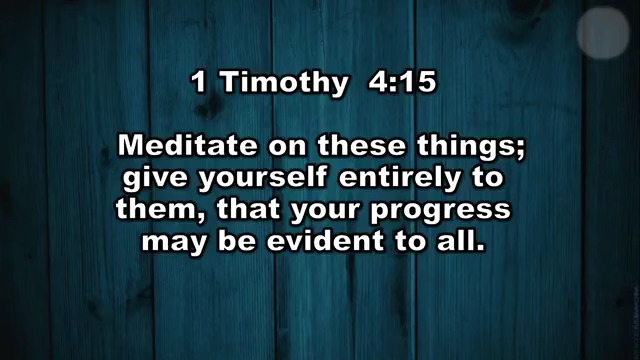 1 Timothy 4:15
Meditate on these things;
give yourself entirely to
them, that your progress
may be evident to all.